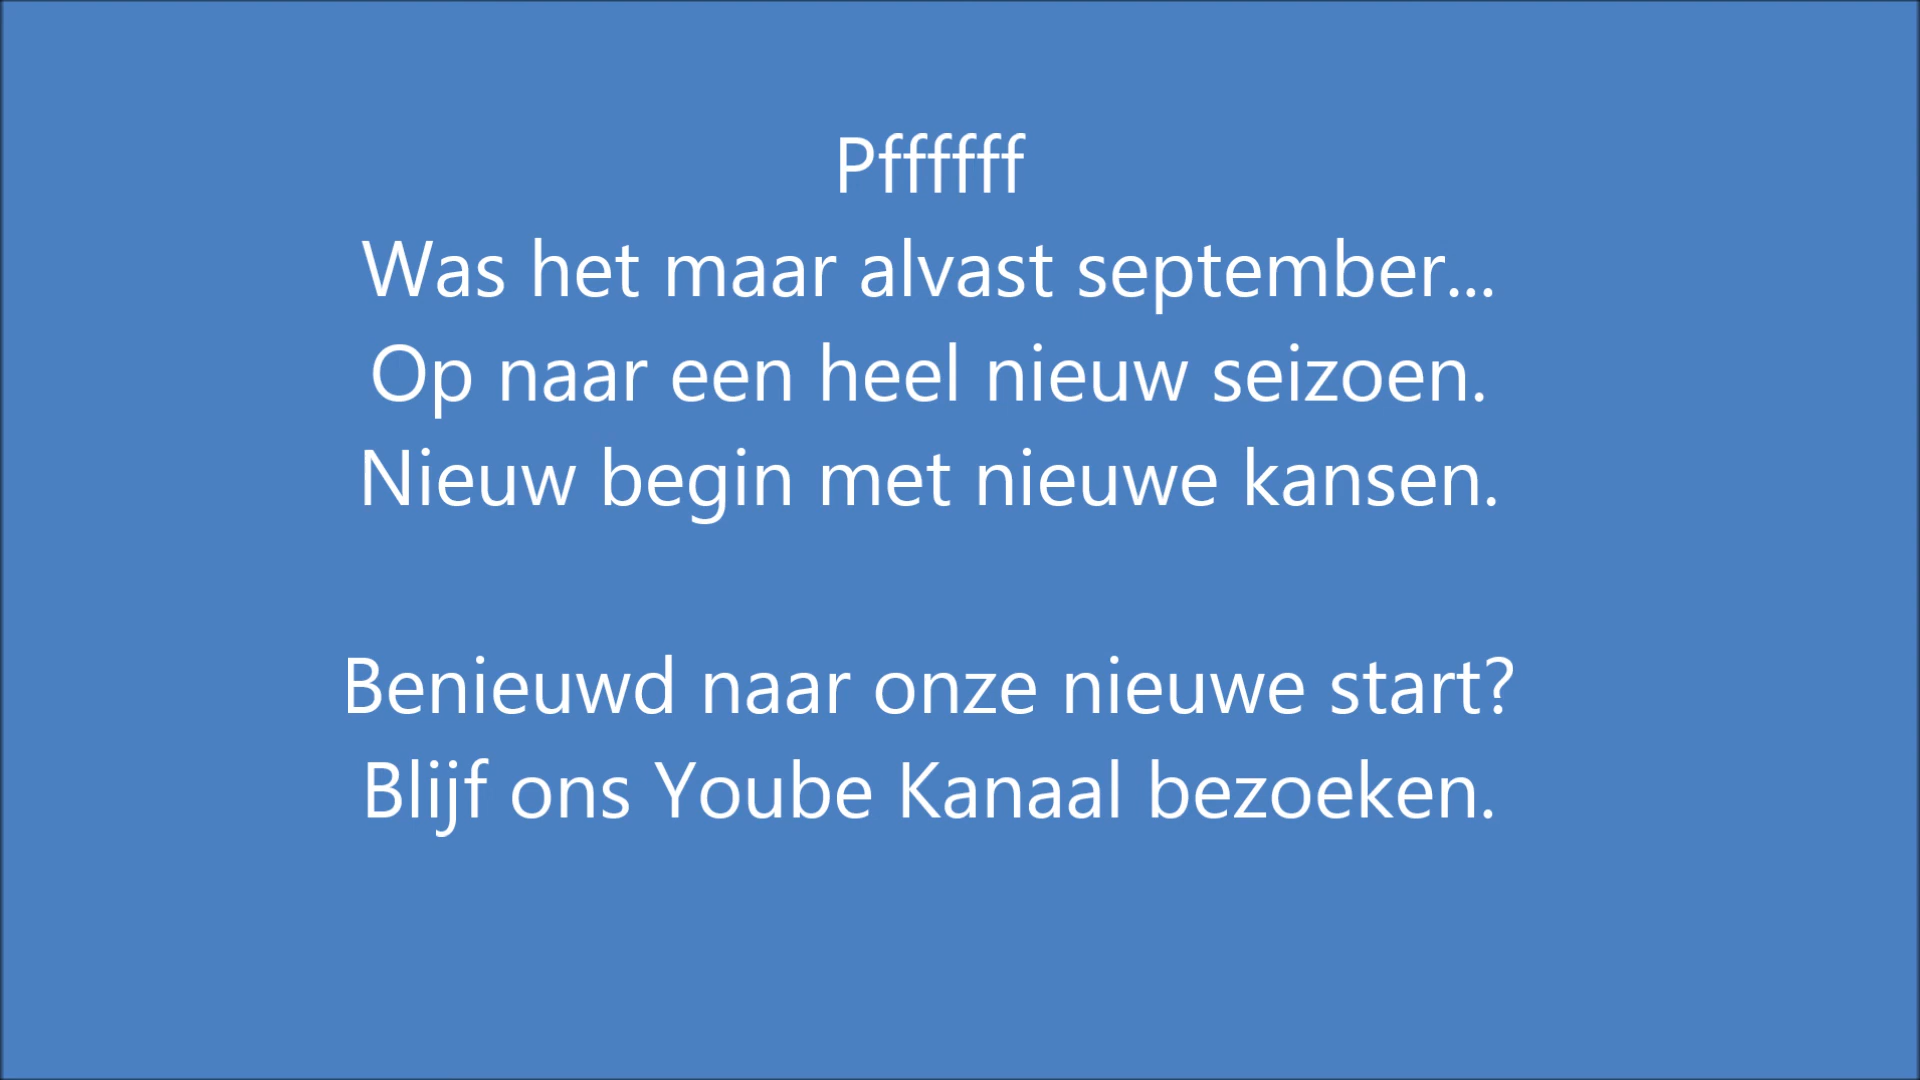 Pffffff
Was het maar alvast september...
Op naar een heel nieuw seizoen.
Nieuw begin met nieuwe kansen.
Benieuwd naar onze nieuwe start?
Blijf ons Yoube Kanaal bezoeken.